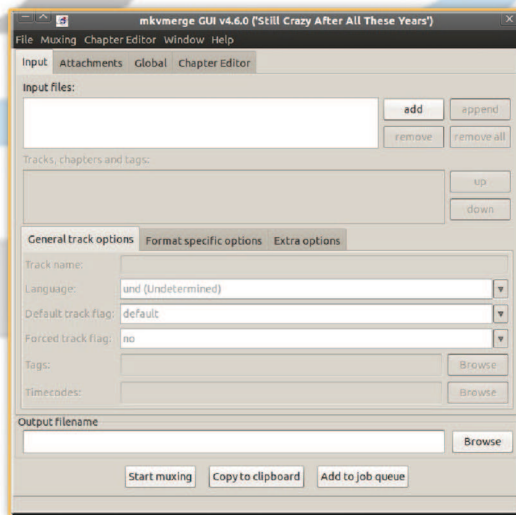 mkvmerge GUI v4.6.0 ('Still Crazy After All These Years')
File Muxing Chapter Editor Window Help
Input Attachments Global Chapter Editor
Input files:
add append
remove remove all
Tracks, chapters and tags:
up
down
General track options Format specific options Extra options
Track name:
Language: und (Undetermined)
Default track flag: default
Forced track flag: no
Tags: Browse
Timecodes: Browse
Output filename
Browse
Start muxing Copy to clipboard Add to job queue